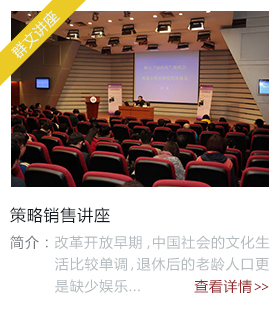 群文讲座
策略销售讲座
简介：改革开放早期，中国社会的文化生
活比较单调，退休后的老龄人口更
是缺少娱乐... 查看详情>>